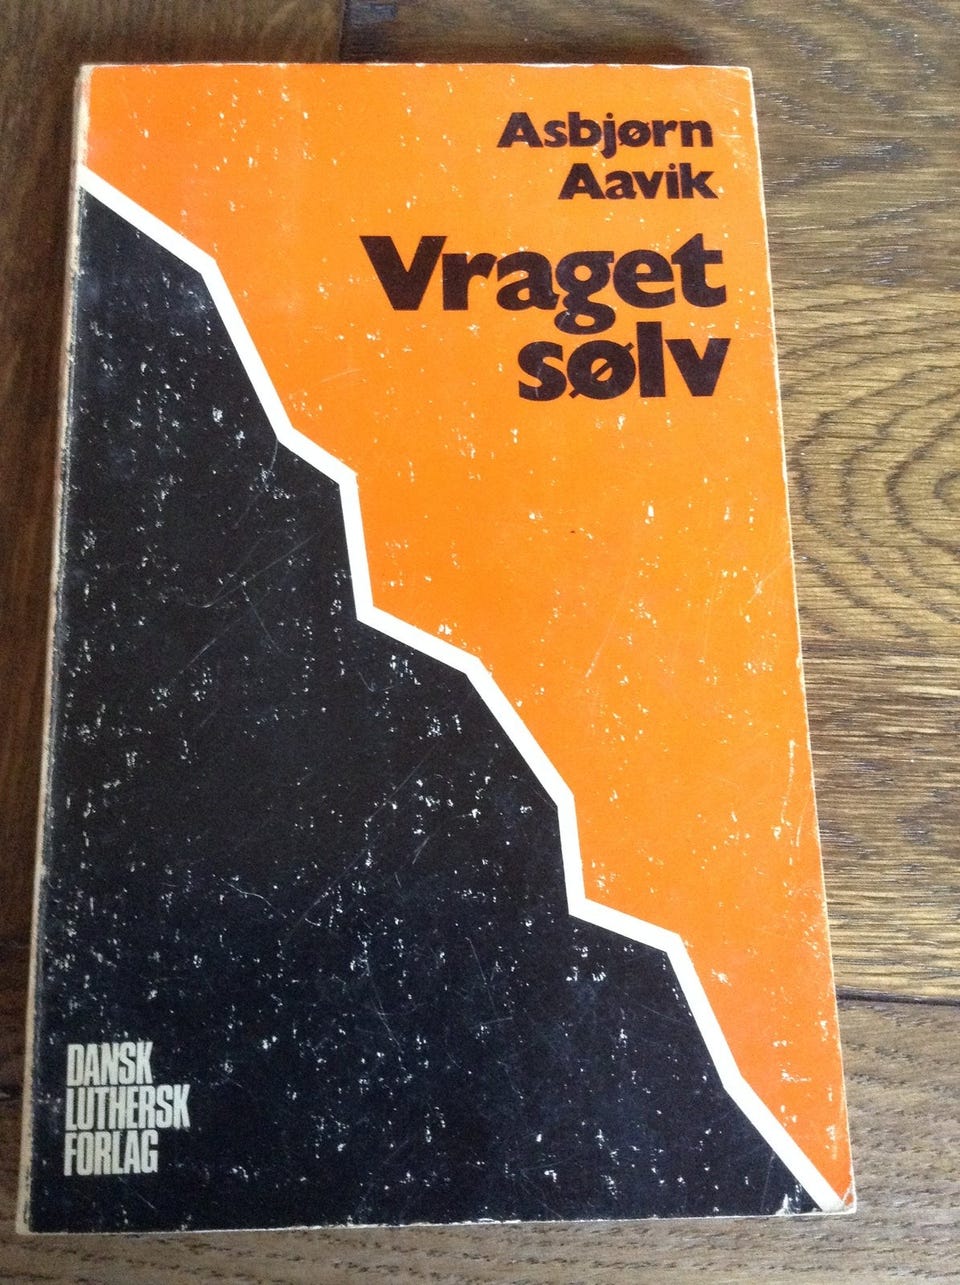 Asbjørn
Aavik
Vraget
sølv
DANSK
LUTHERSK
FORLAG